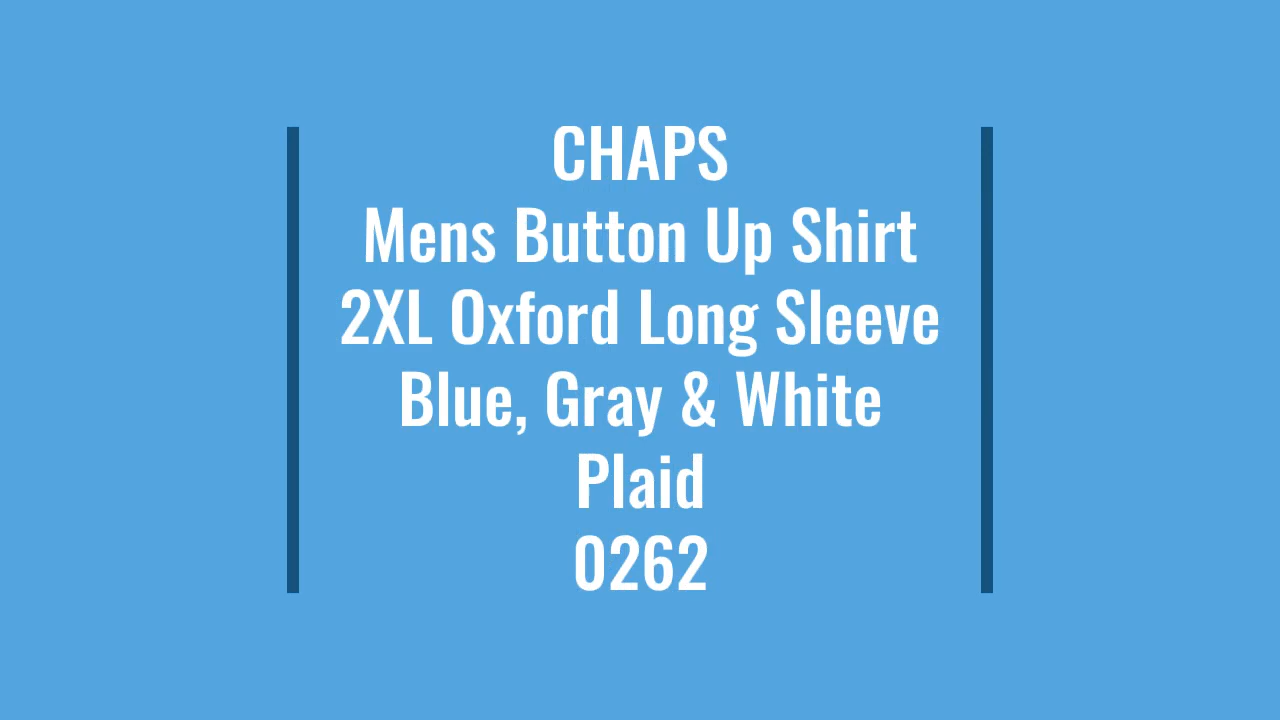 CHAPS
Mens Button Up Shirt
2XL Oxford Long Sleeve
Blue, Gray & White
Plaid
0262